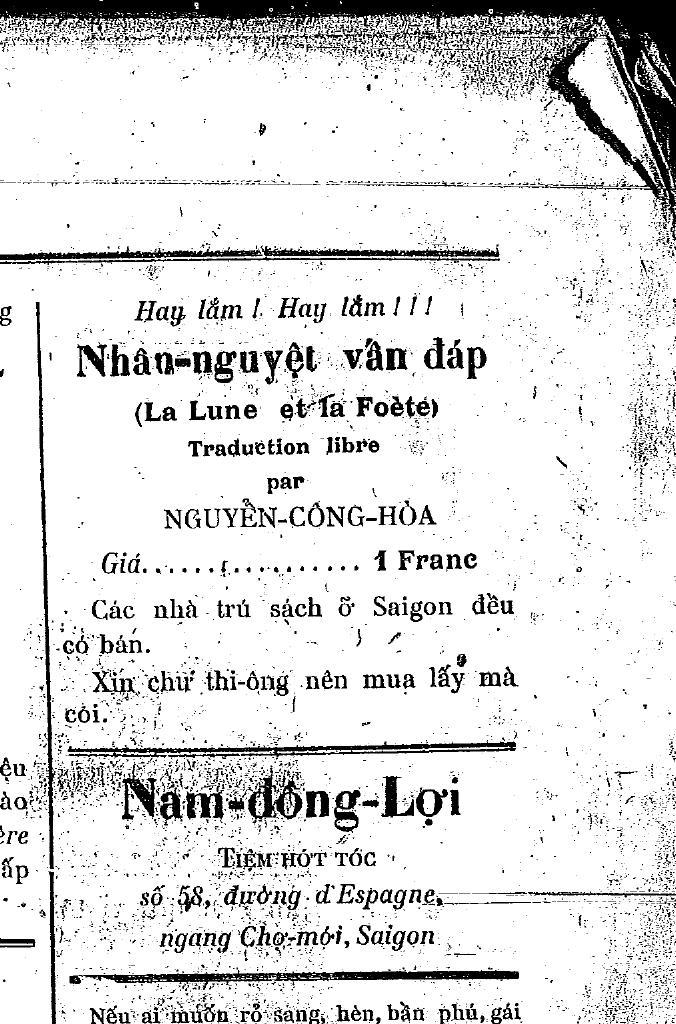 g
Hay lắm ! Hay lắm ! ! !
Nhân-nguyệt vấn đáp
(La Lune et la Foète)
Traduction libre
par
NGUYỄN-CÔNG-HÒA
Giá................ 1 Franc
Các nhà trú sách ở Saigon đều
có bán.
Xin chư thi-ông nên mua lấy mà
coi.
ệu
ào
ère
ấp
Nam-đồng-Lợi
TIỆM HỚT TÓC
số 58, đường d'Espagne,
ngang Chợ-mới, Saigon
Nếu ai muốn rỏ sang, hèn, bần phú, gái